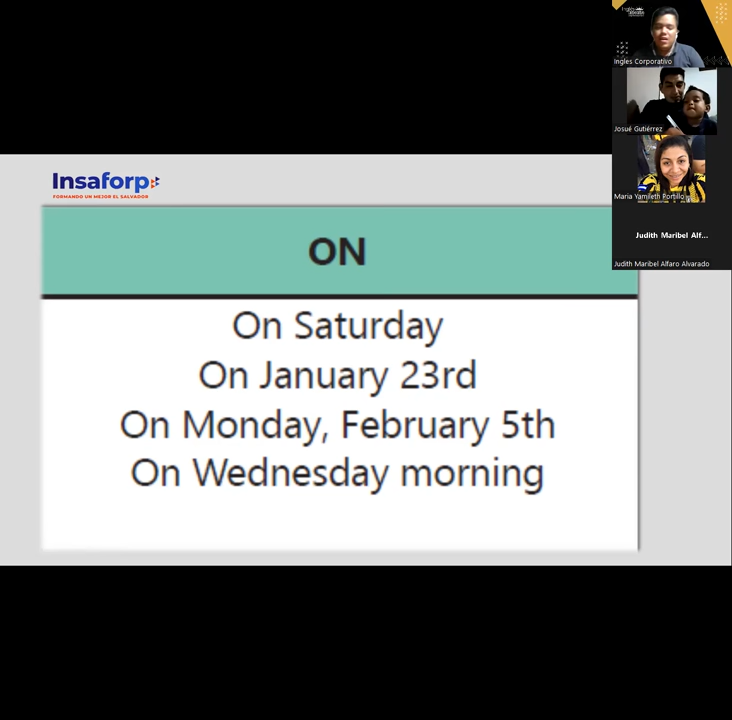 Insaforp
FORMANDO UN MEJOR EL SALVADOR
ON
On Saturday
On January 23rd
On Monday, February 5th
On Wednesday morning
Ingles Corporativo
Josué Gutiérrez
Maria Yamileth Portillo
Judith Maribel Alf...
Judith Maribel Alfaro Alvarado